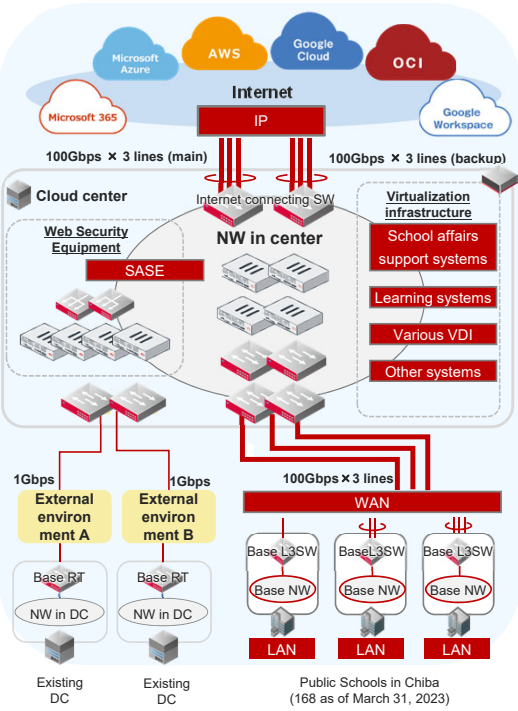 Microsoft
Azure
AWS
Google
Cloud
OCI
Microsoft 365
Internet
Google
Workspace
IP
100Gbps × 3 lines (main)
100Gbps × 3 lines (backup)
Cloud center
Internet connecting SW
Virtualization
infrastructure
Web Security
Equipment
NW in center
School affairs
support systems
SASE
Learning systems
Various VDI
Other systems
1Gbps
1Gbps
100Gbps×3 lines
External
environ
ment A
External
environ
ment B
WAN
Base RT
Base RT
Base L3SW
BaseL3SW
Base L3SW
NW in DC
NW in DC
Base NW
Base NW
Base NW
LAN
LAN
LAN
Existing
DC
Existing
DC
Public Schools in Chiba
(168 as of March 31, 2023)